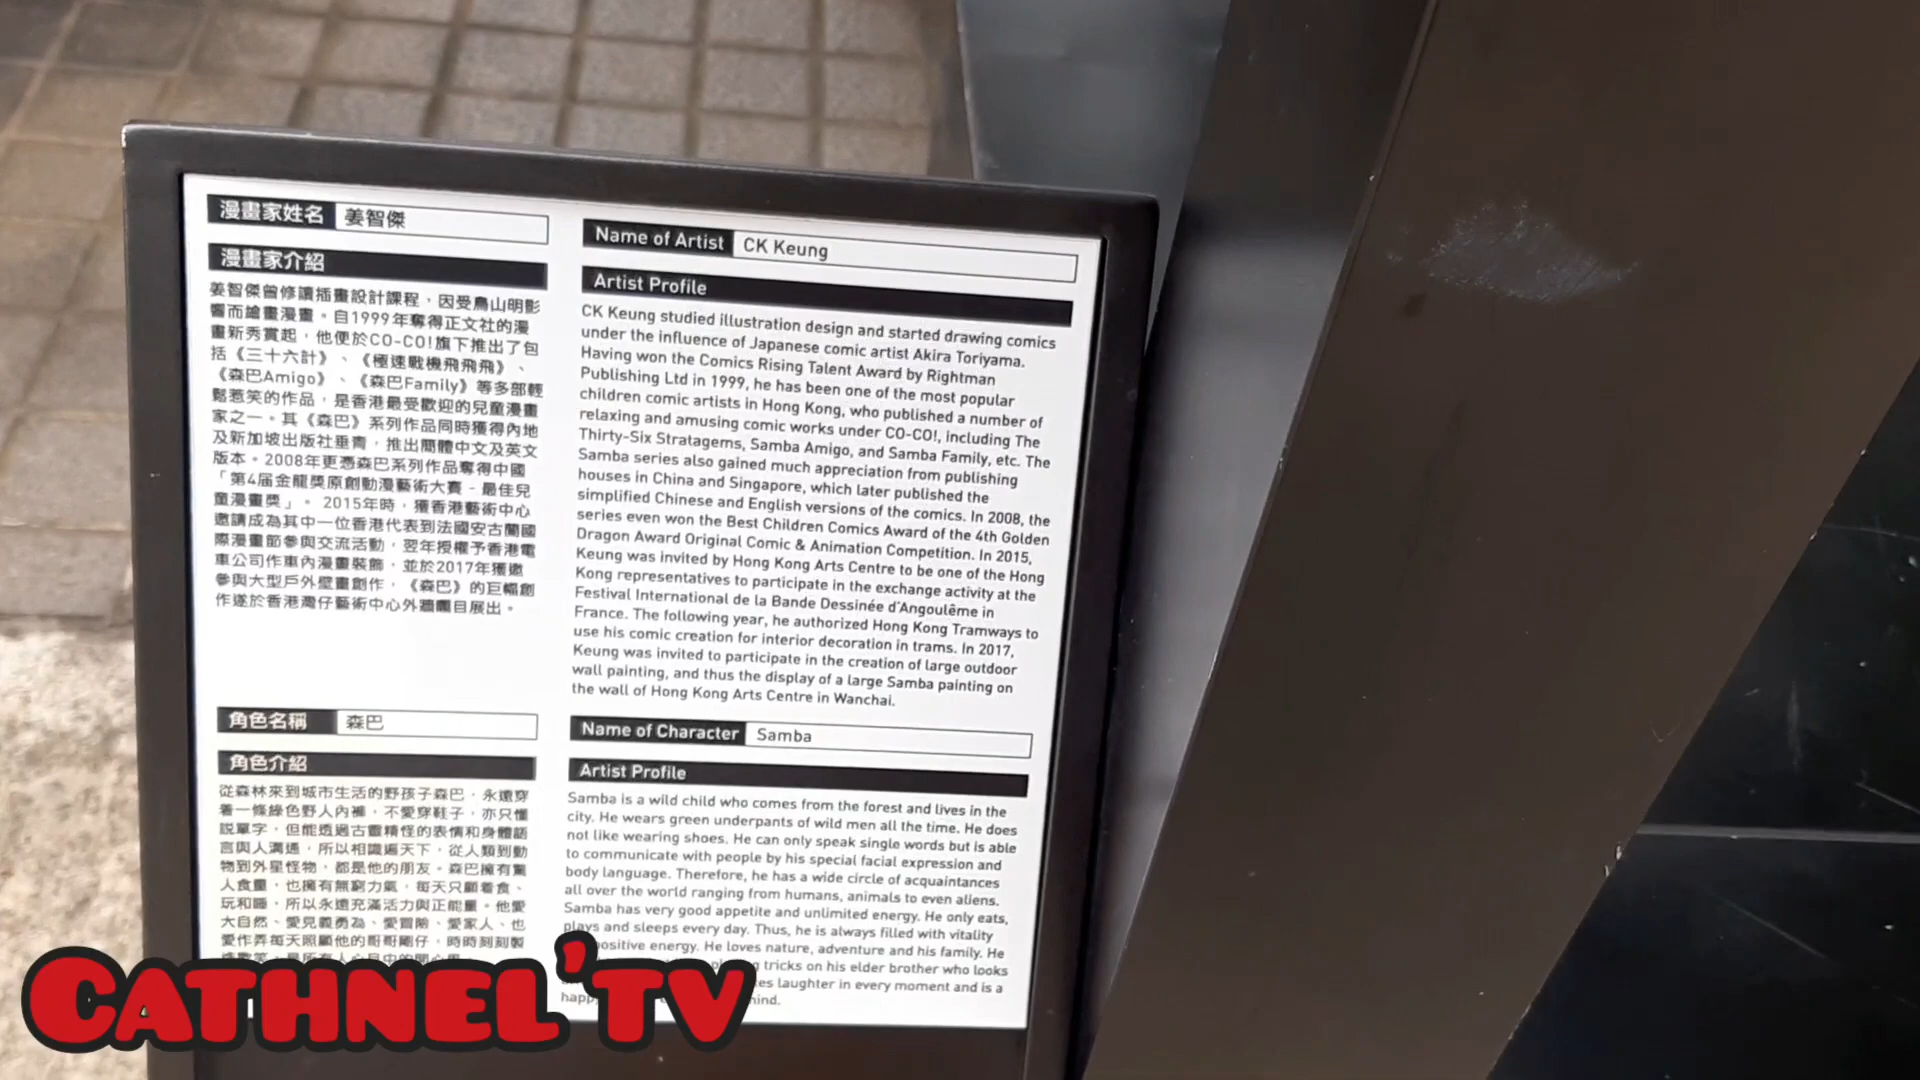 漫畫家姓名 姜智傑
漫畫家介紹
姜智傑曾修讀插畫設計課程，因受鳥山明影
響而繪畫漫畫。自1999年奪得正文社的漫
畫新秀賞起，他便於CO-CO!旗下推出了包
括《三十六計》、《極速戰機飛飛飛》、
《森巴Amigo》、《森巴Family》等多部輕
鬆惹笑的作品，是香港最受歡迎的兒童漫畫
家之一。其《森巴》系列作品同時獲得內地
及新加坡出版社垂青，推出簡體中文及英文
版本。2008年更憑森巴系列作品奪得中國
「第4届金龍獎原創動漫藝術大賽－最佳兒
童漫畫獎」。 2015年時，獲香港藝術中心
邀請成為其中一位香港代表到法國安古蘭國
際漫畫節參與交流活動，翌年授權予香港電
車公司作車內漫畫裝飾，並於2017年獲邀
參與大型戶外壁畫創作，《森巴》的巨幅創
作遂於香港灣仔藝術中心外牆矚目展出。
角色名稱 森巴
角色介紹
從森林來到城市生活的野孩子森巴，永遠穿
着一條綠色野人內褲，不愛穿鞋子，亦只懂
説單字，但能透過古靈精怪的表情和身體語
言與人溝通，所以相識遍天下，從人類到動
物到外星怪物，都是他的朋友。森巴擁有驚
人食量，也擁有無窮力氣，每天只顧着食、
玩和睡，所以永遠充滿活力與正能量。他愛
大自然、愛見義勇為、愛冒險、愛家人、也
愛作弄每天照顧他的哥哥剛仔，時時刻刻製
Name of Artist CK Keung
Artist Profile
CK Keung studied illustration design and started drawing comics
under the influence of Japanese comic artist Akira Toriyama.
Having won the Comics Rising Talent Award by Rightman
Publishing Ltd in 1999, he has been one of the most popular
children comic artists in Hong Kong, who published a number of
relaxing and amusing comic works under CO-CO!, including The
Thirty-Six Stratagems, Samba Amigo, and Samba Family, etc. The
Samba series also gained much appreciation from publishing
houses in China and Singapore, which later published the
simplified Chinese and English versions of the comics. In 2008, the
series even won the Best Children Comics Award of the 4th Golden
Dragon Award Original Comic & Animation Competition. In 2015,
Keung was invited by Hong Kong Arts Centre to be one of the Hong
Kong representatives to participate in the exchange activity at the
Festival International de la Bande Dessinée d'Angoulême in
France. The following year, he authorized Hong Kong Tramways to
use his comic creation for interior decoration in trams. In 2017,
Keung was invited to participate in the creation of large outdoor
wall painting, and thus the display of a large Samba painting on
the wall of Hong Kong Arts Centre in Wanchai.
Name of Character Samba
Artist Profile
Samba is a wild child who comes from the forest and lives in the
city. He wears green underpants of wild men all the time. He does
not like wearing shoes. He can only speak single words but is able
to communicate with people by his special facial expression and
body language. Therefore, he has a wide circle of acquaintances
all over the world ranging from humans, animals to even aliens.
Samba has very good appetite and unlimited energy. He only eats,
plays and sleeps every day. Thus, he is always filled with vitality
positive energy. He loves nature, adventure and his family. He
tricks on his elder brother who looks
laughter in every moment and is a
CATHNEL'TV